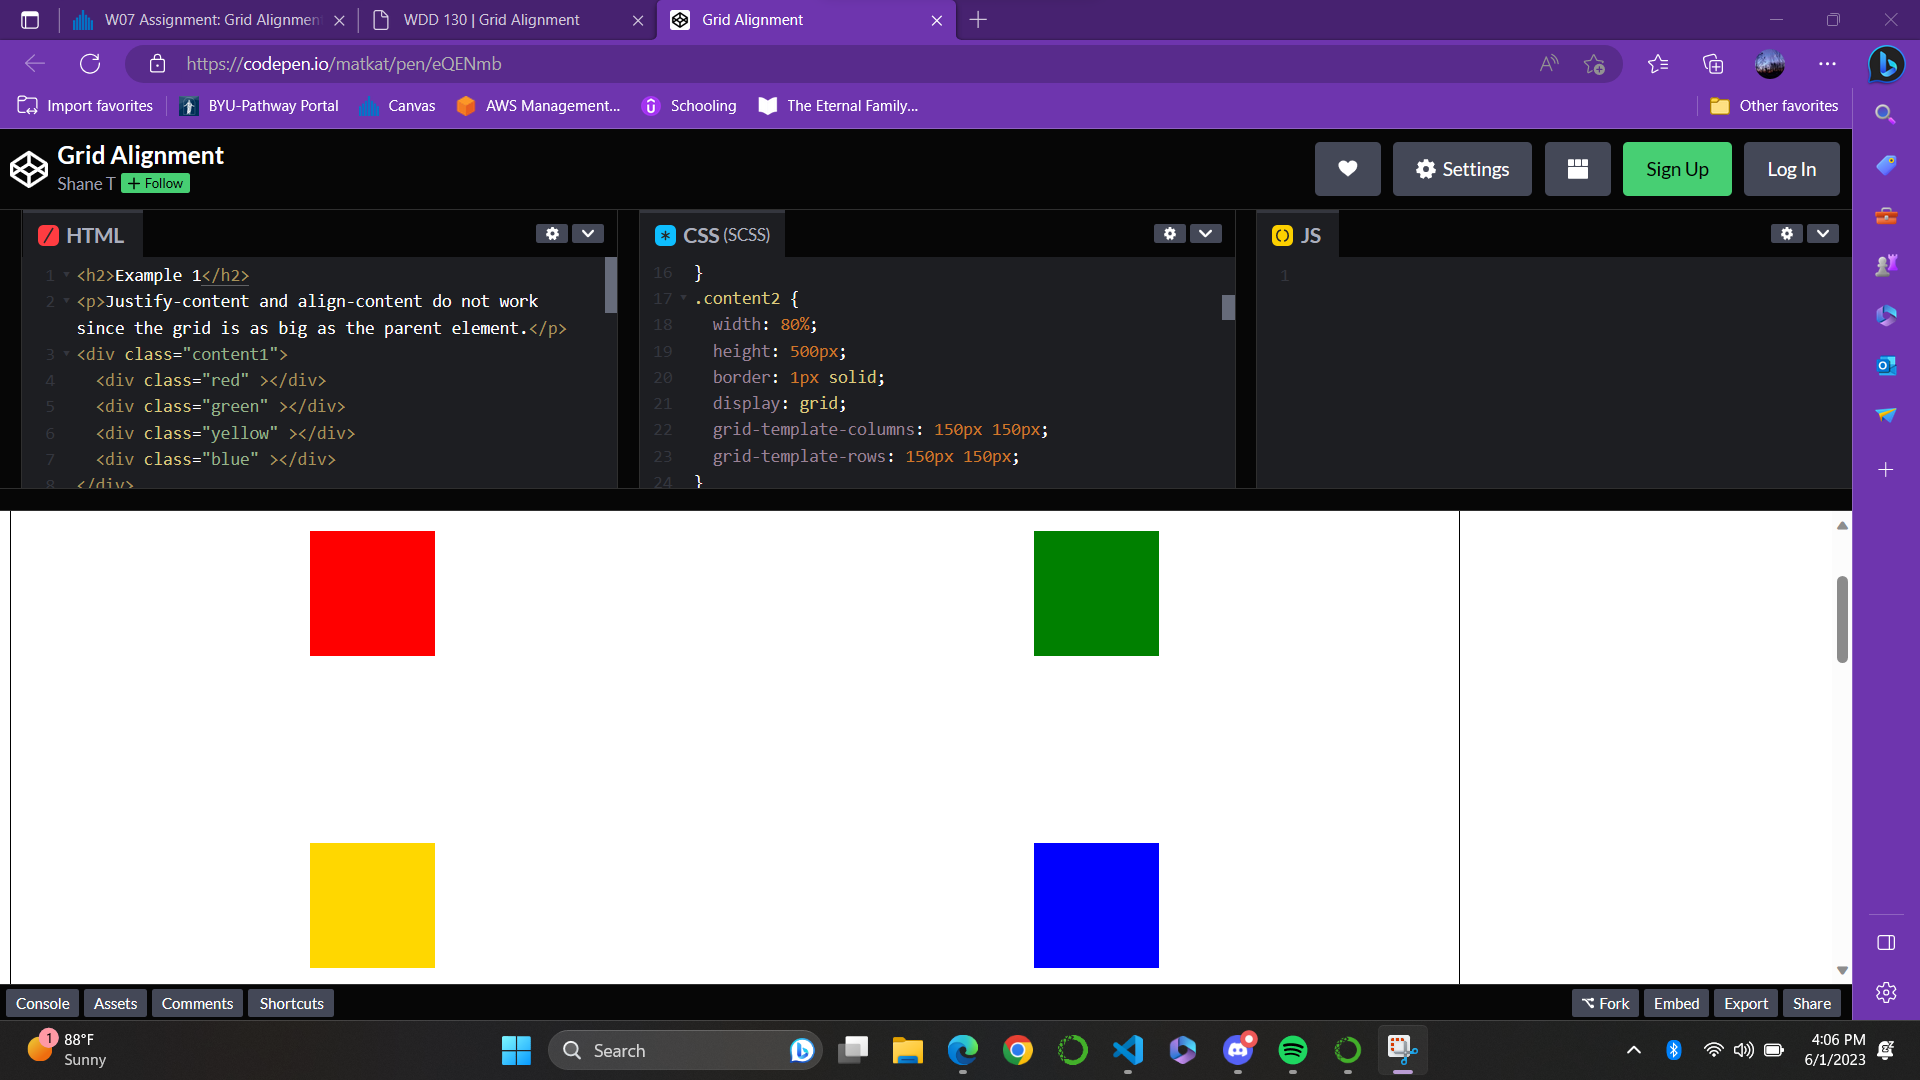 W07 Assignment: Grid Alignmen
WDD 130 | Grid Alignment
Grid Alignment
https://codepen.io/matkat/pen/eQENmb
Import favorites
BYU-Pathway Portal
Canvas
AWS Management...
Schooling
The Eternal Family...
Other favorites
Grid Alignment
Shane T + Follow
Settings
Sign Up
Log In
HTML
1 <h2>Example 1</h2>
2 <p>Justify-content and align-content do not work
since the grid is as big as the parent element.</p>
3 <div class="content1">
4 <div class="red" ></div>
5 <div class="green" ></div>
6 <div class="yellow" ></div>
7 <div class="blue" ></div>
8 </div>
CSS (SCSS)
16 }
17 .content2 {
18 width: 80%;
19 height: 500px;
20 border: 1px solid;
21 display: grid;
22 grid-template-columns: 150px 150px;
23 grid-template-rows: 150px 150px;
24 }
JS
1
Console
Assets
Comments
Shortcuts
Fork
Embed
Export
Share
1
88°F
Sunny
Search
4:06 PM
6/1/2023